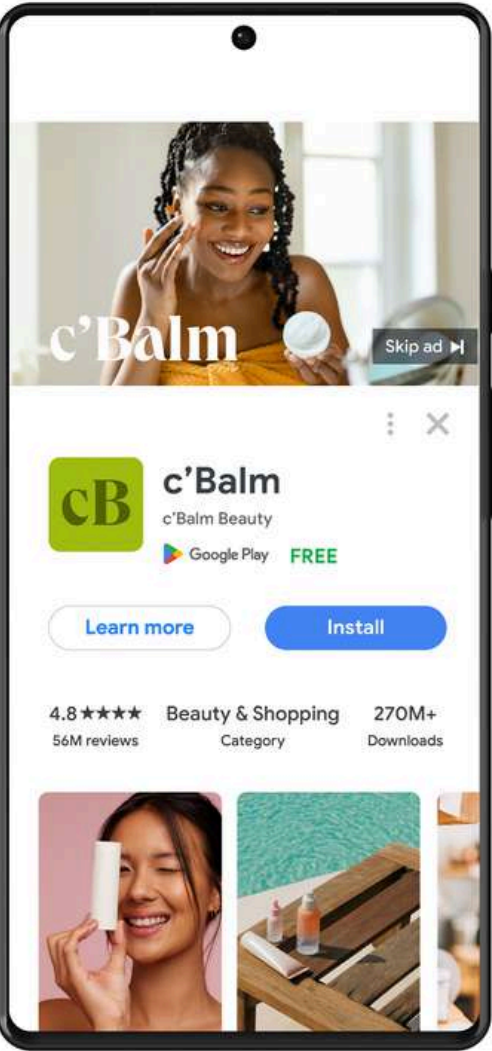 c’Balm
Skip ad
cB
c’Balm
c’Balm Beauty
Google Play FREE
Learn more Install
4.8★★★★ Beauty & Shopping 270M+
56M reviews Category Downloads